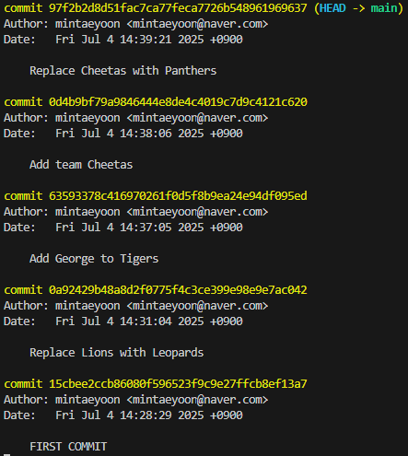 commit 97f2b2d8d51fac7ca77feca7726b548961969637 (HEAD -> main)
Author: mintaeyoon <mintaeyoon@naver.com>
Date:   Fri Jul 4 14:39:21 2025 +0900
    Replace Cheetas with Panthers
commit 0d4b9bf79a9846444e8de4c4019c7d9c4121c620
Author: mintaeyoon <mintaeyoon@naver.com>
Date:   Fri Jul 4 14:38:06 2025 +0900
    Add team Cheetas
commit 63593378c416970261f0d5f8b9ea24e94df095ed
Author: mintaeyoon <mintaeyoon@naver.com>
Date:   Fri Jul 4 14:37:05 2025 +0900
    Add George to Tigers
commit 0a92429b48a8d2f0775f4c3ce399e98e9e7ac042
Author: mintaeyoon <mintaeyoon@naver.com>
Date:   Fri Jul 4 14:31:04 2025 +0900
    Replace Lions with Leopards
commit 15cbee2ccb86080f596523f9c9e27ffcb8ef13a7
Author: mintaeyoon <mintaeyoon@naver.com>
Date:   Fri Jul 4 14:28:29 2025 +0900
    FIRST COMMIT